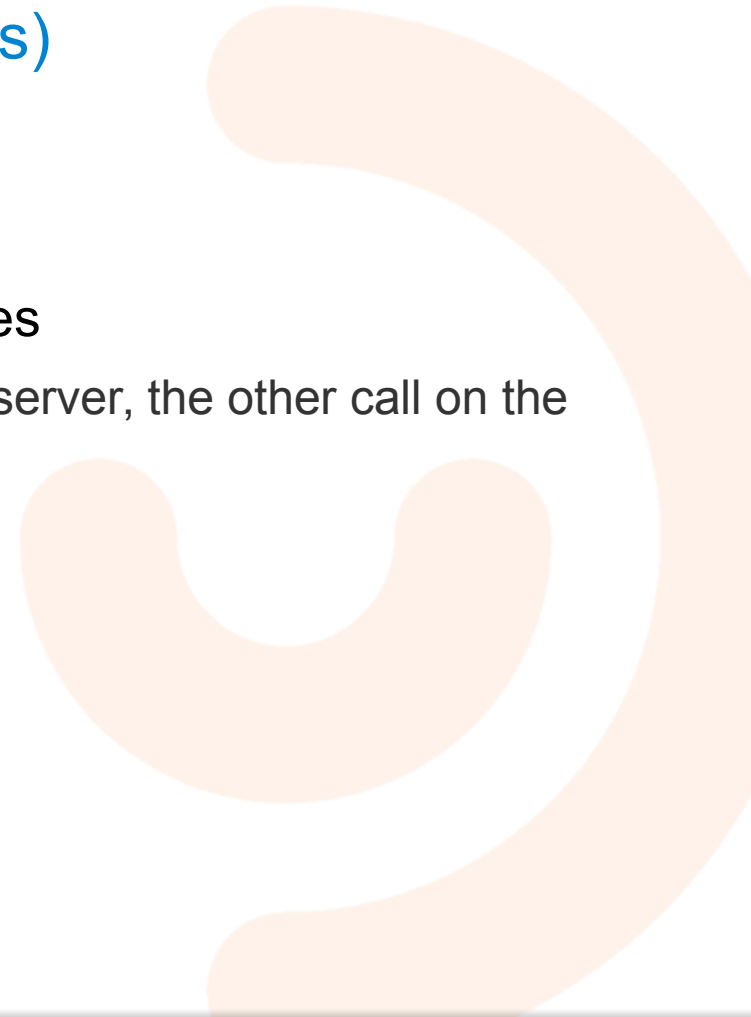 s)
es
server, the other call on the